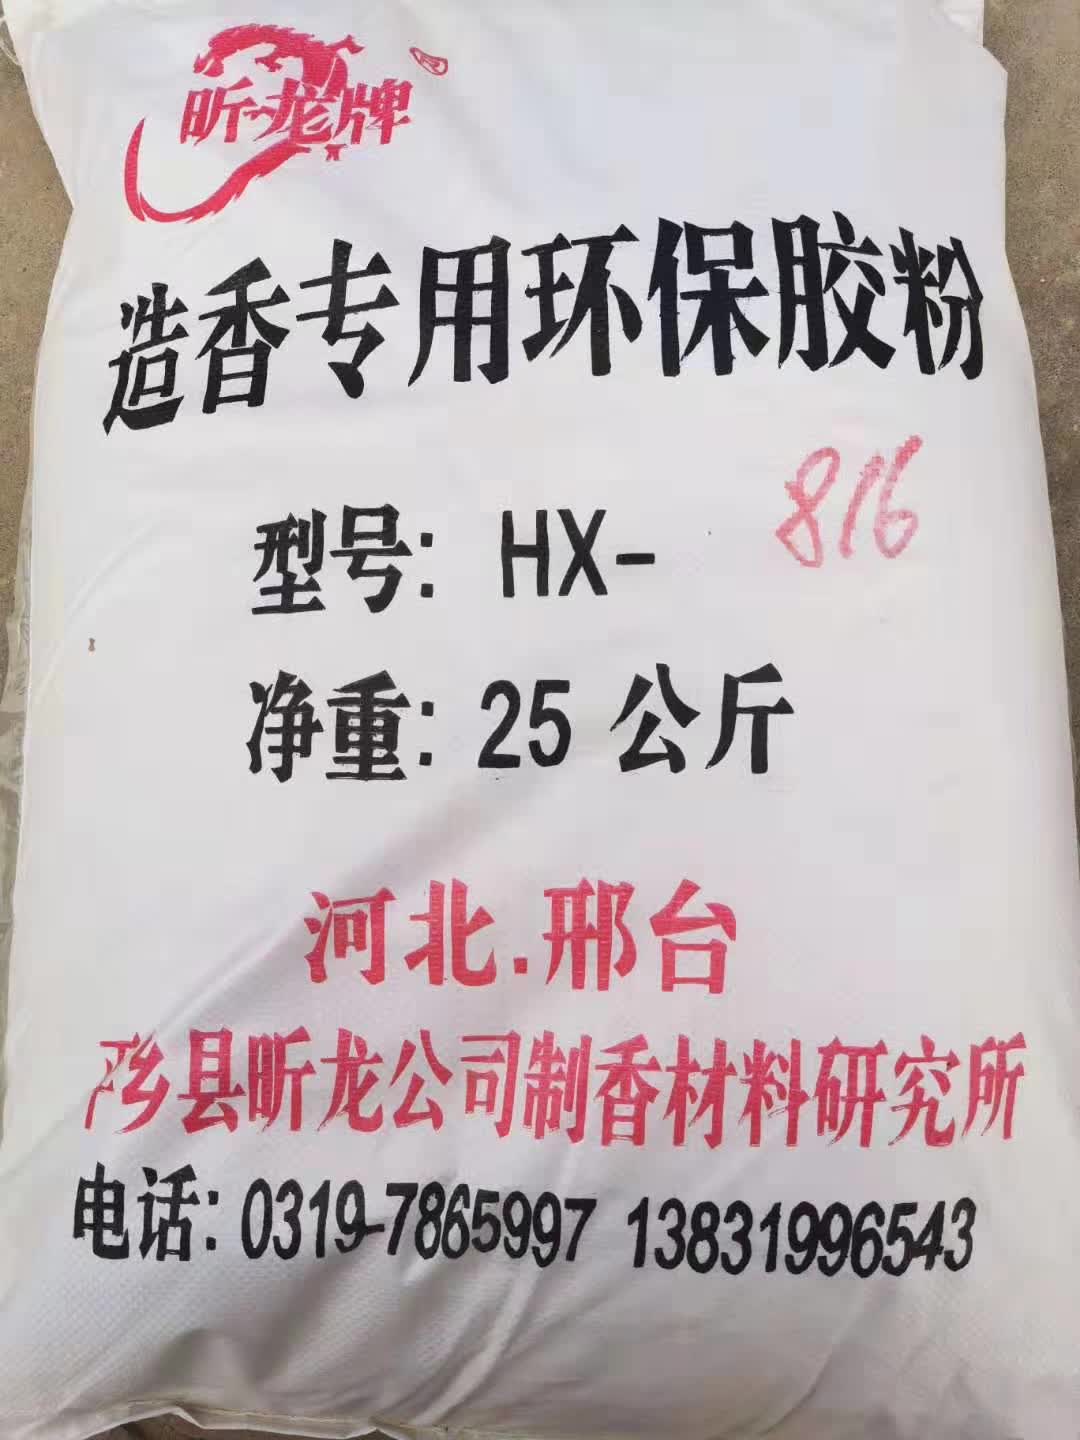 昕龙牌
造香专用环保胶粉
型号: HX- 816
净重: 25 公斤
河北.邢台
乡县昕龙公司制香材料研究所
电话: 0319-7865997 13831996543